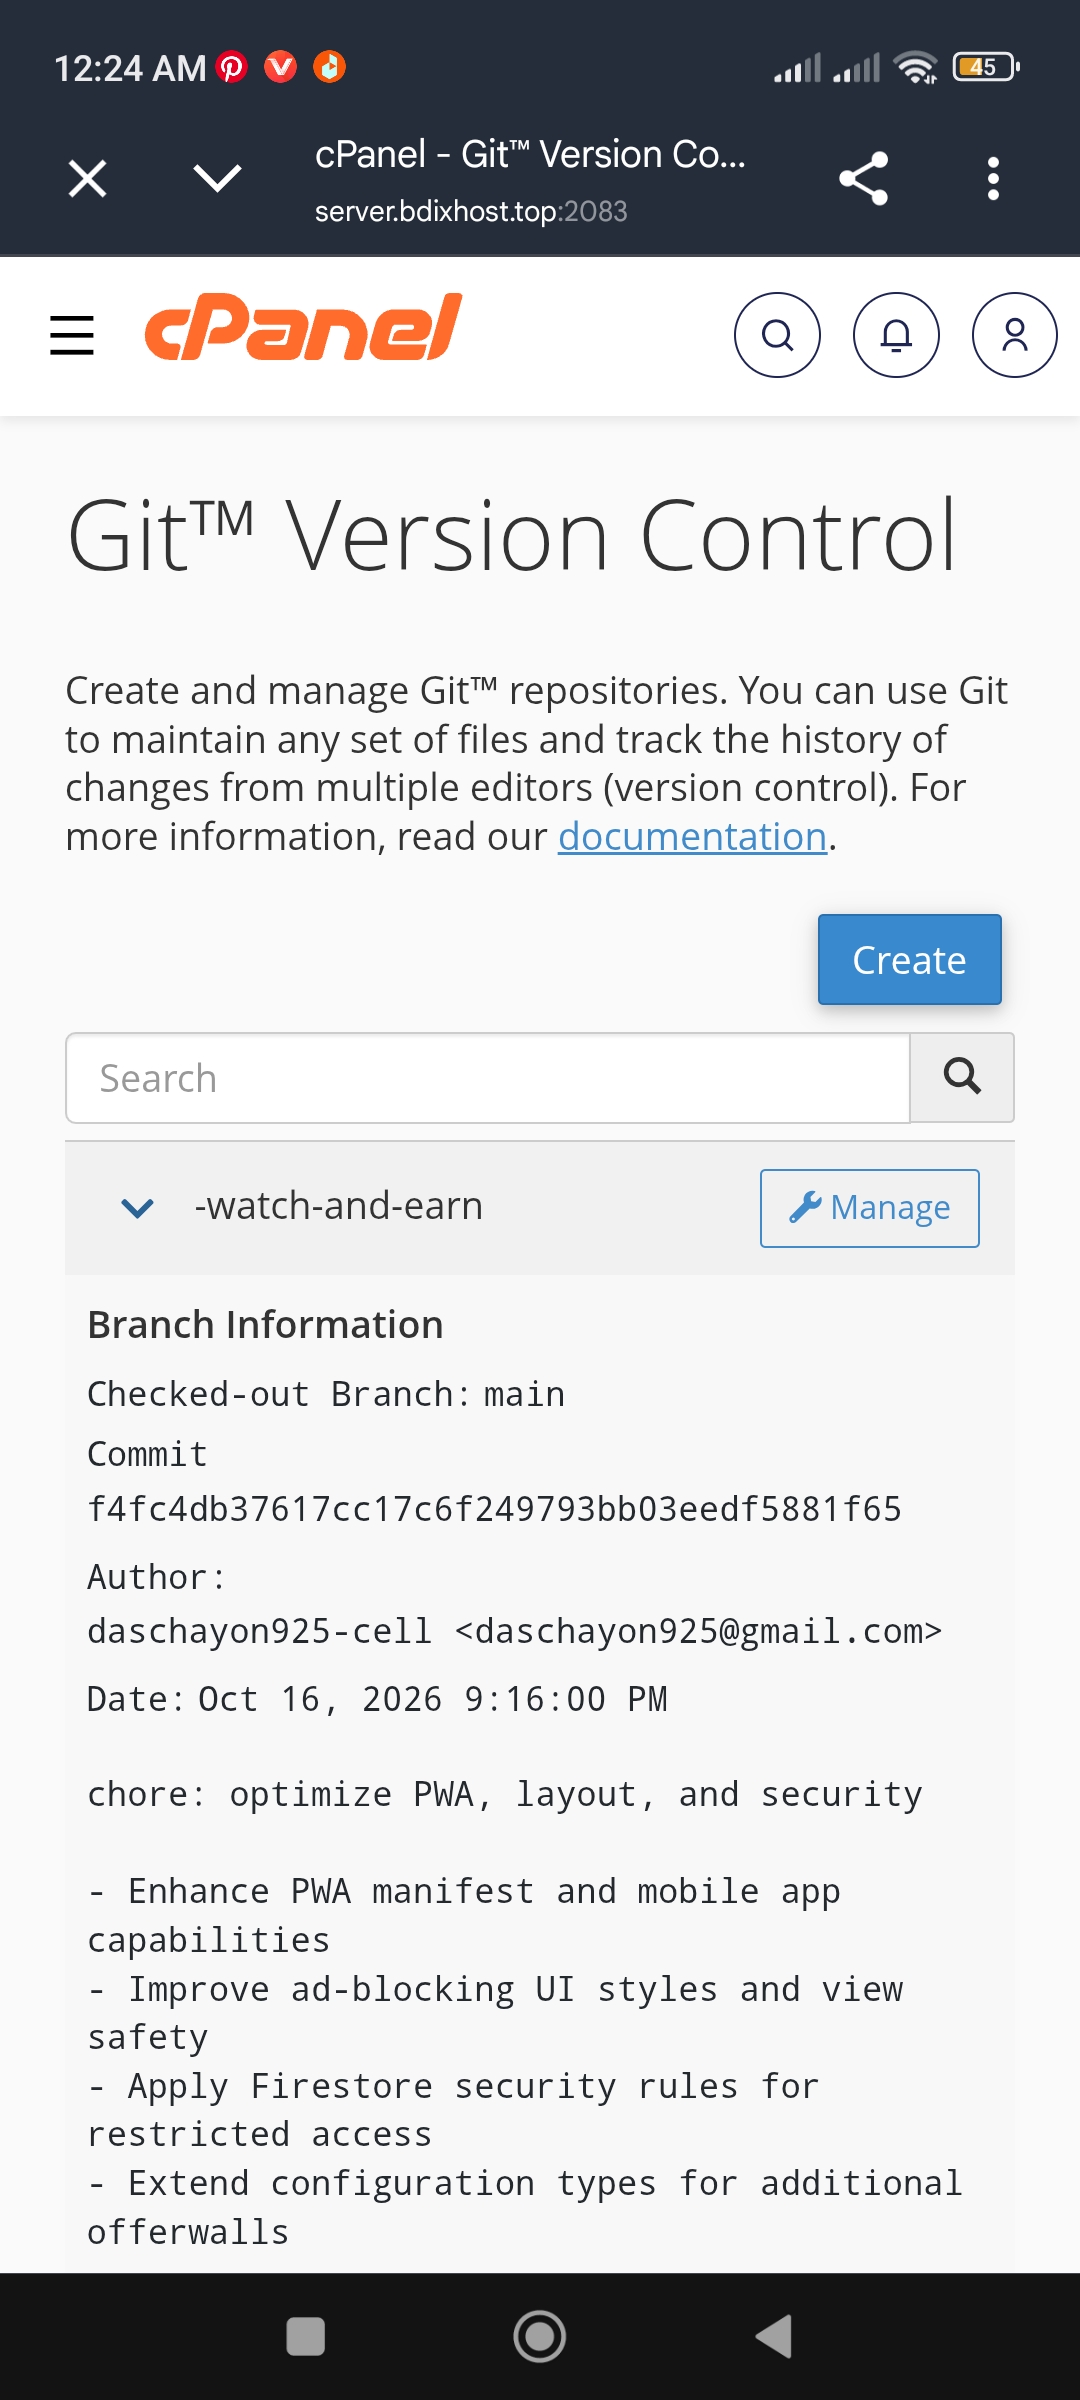 12:24 AM
45
cPanel - Git™ Version Co...
server.bdixhost.top:2083
cPanel
Git™ Version Control
Create and manage Git™ repositories. You can use Git
to maintain any set of files and track the history of
changes from multiple editors (version control). For
more information, read our documentation.
Create
Search
-watch-and-earn
Manage
Branch Information
Checked-out Branch: main
Commit
f4fc4db37617cc17c6f249793bb03eedf5881f65
Author:
daschayon925-cell <daschayon925@gmail.com>
Date: Oct 16, 2026 9:16:00 PM
chore: optimize PWA, layout, and security
- Enhance PWA manifest and mobile app
capabilities
- Improve ad-blocking UI styles and view
safety
- Apply Firestore security rules for
restricted access
- Extend configuration types for additional
offerwalls